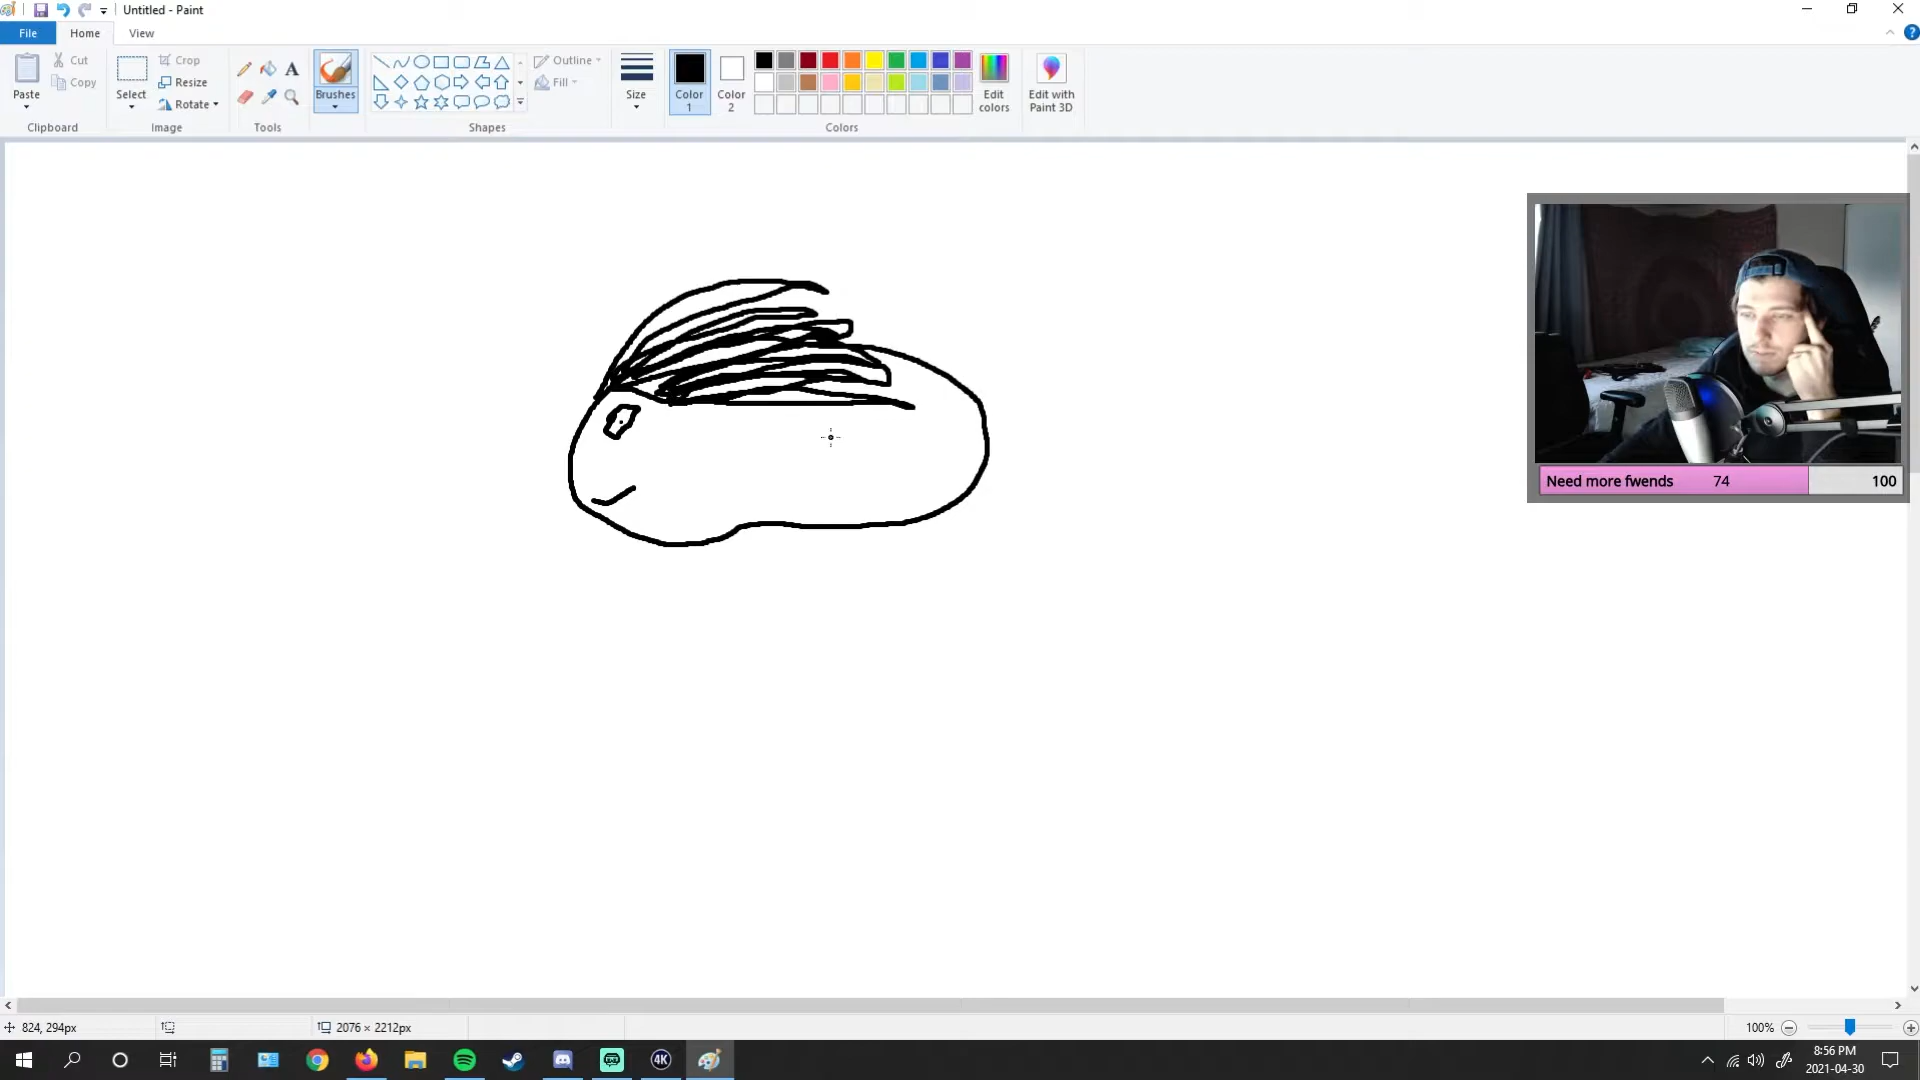 Untitled - Paint
File Home View
Paste
Cut
Copy
Clipboard
Select
Crop
Resize
Rotate
Image
A
Tools
Brushes
Outline
Fill
Shapes
Size
Color 1
Color 2
Edit colors
Colors
Edit with Paint 3D
Need more fwends 74 100
824, 294px
2076 × 2212px
100%
4K
8:56 PM
2021-04-30